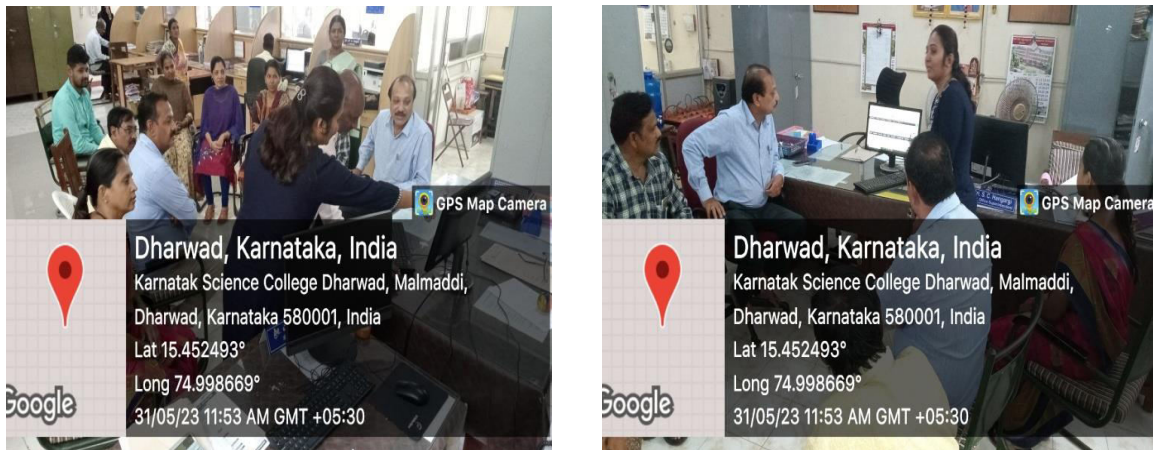 GPS Map Camera
Dharwad, Karnataka, India
Karnatak Science College Dharwad, Malmaddi,
Dharwad, Karnataka 580001, India
Lat 15.452493°
Long 74.998669°
31/05/23 11:53 AM GMT +05:30
Google
GPS Map Camera
Dharwad, Karnataka, India
Karnatak Science College Dharwad, Malmaddi,
Dharwad, Karnataka 580001, India
Lat 15.452493°
Long 74.998669°
31/05/23 11:53 AM GMT +05:30
Google